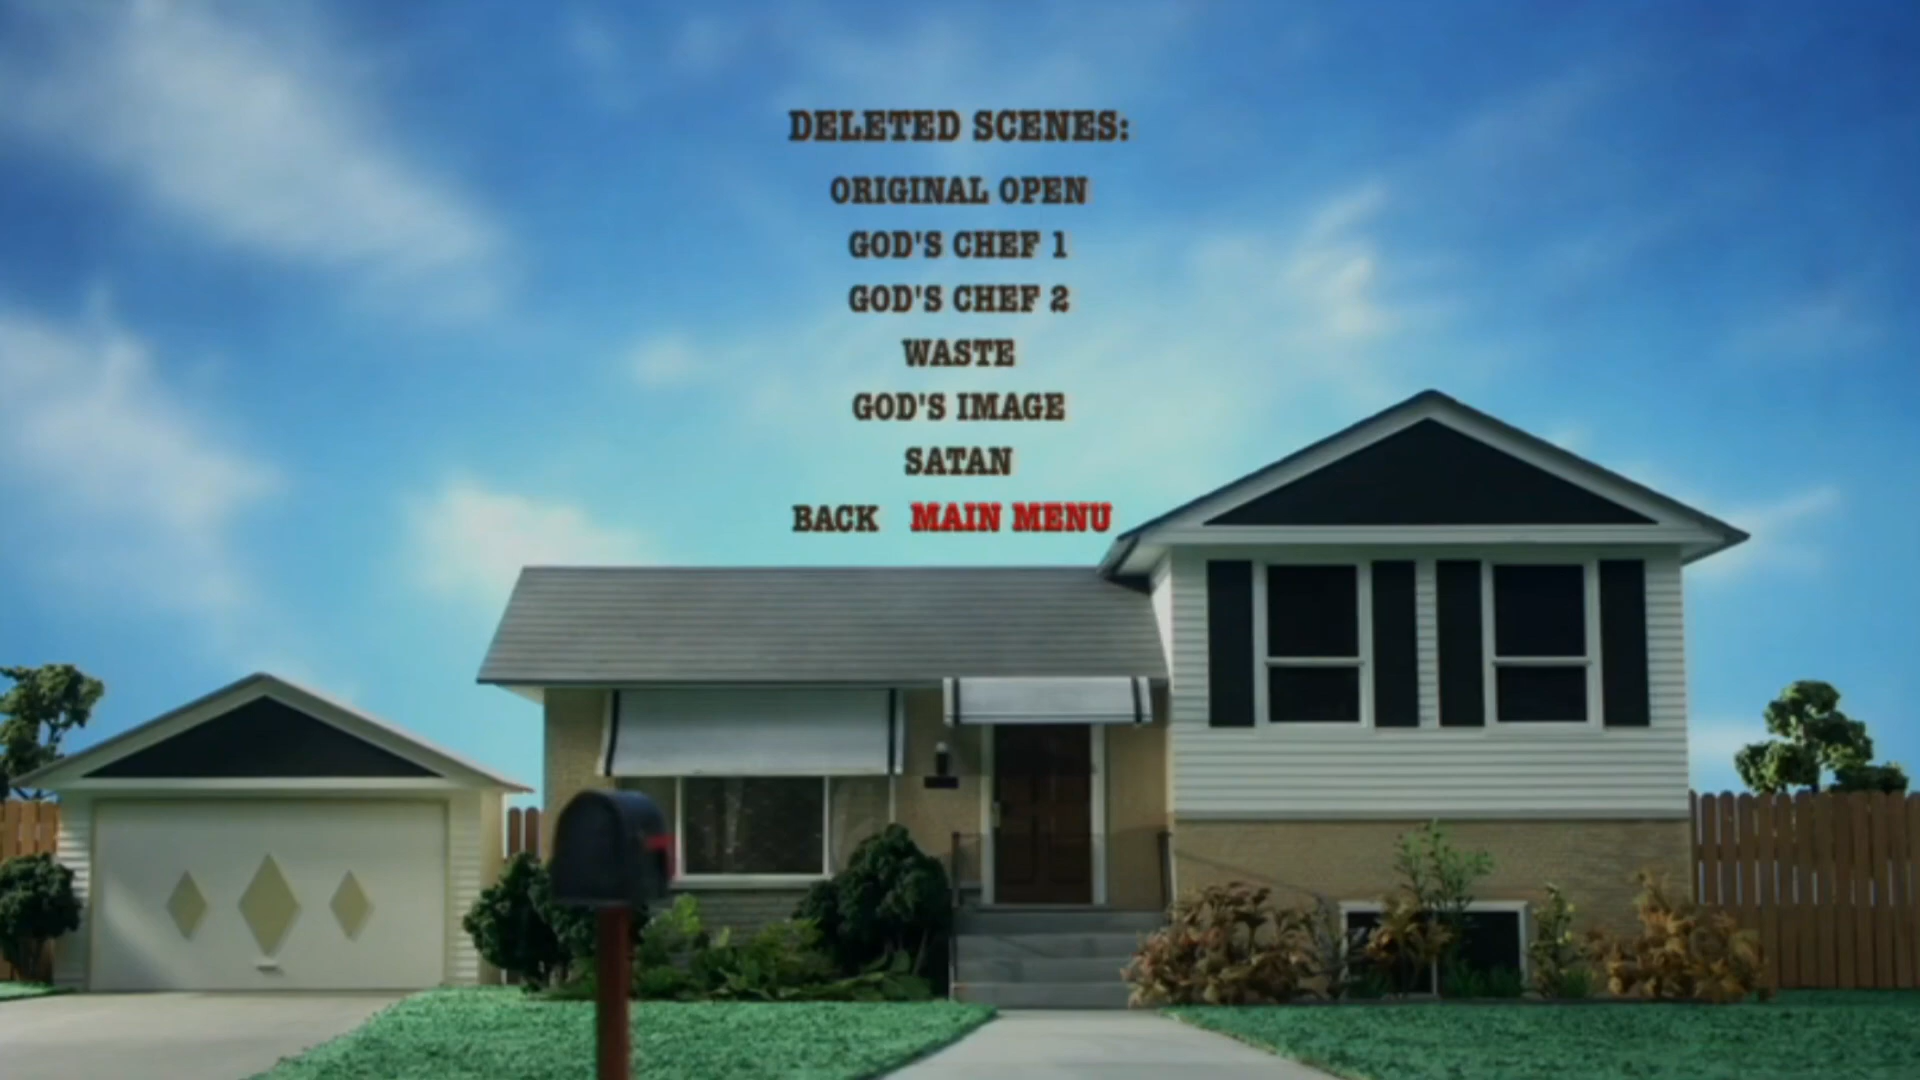 DELETED SCENES:
ORIGINAL OPEN
GOD'S CHEF 1
GOD'S CHEF 2
WASTE
GOD'S IMAGE
SATAN
BACK MAIN MENU